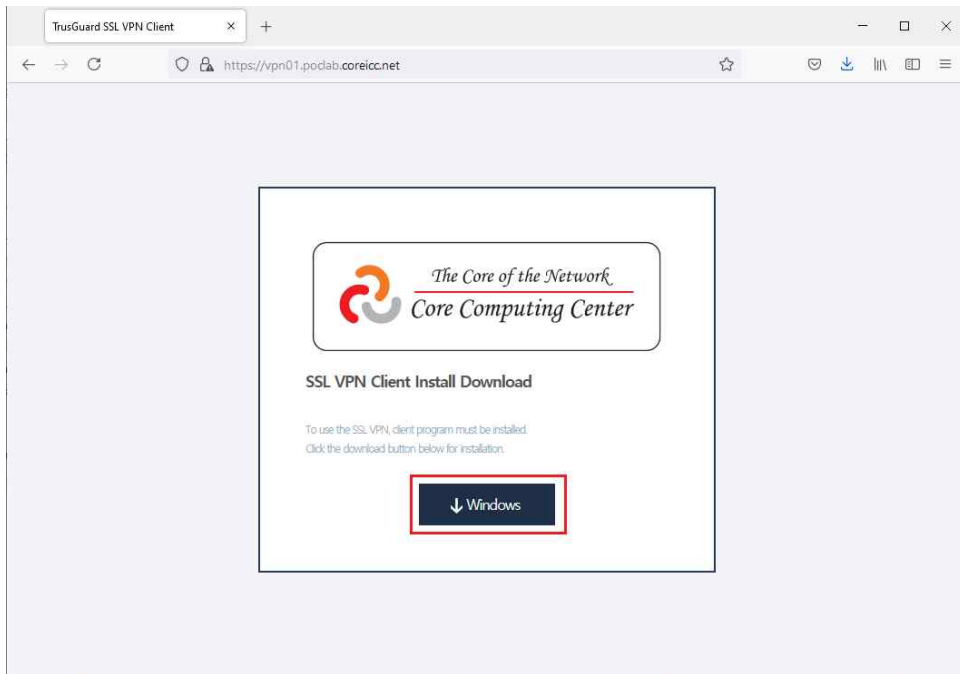 TrusGuard SSL VPN Client
https://vpn01.poclab.coreicc.net
The Core of the Network
Core Computing Center
SSL VPN Client Install Download
To use the SSL VPN, client program must be installed.
Click the download button below for installation.
Windows